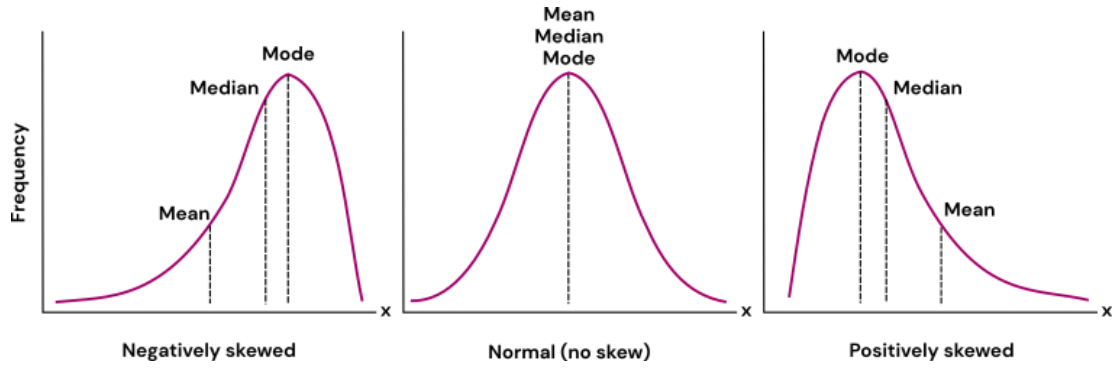 Frequency
Mode
Median
Mean
x
Negatively skewed
Mean
Median
Mode
x
Normal (no skew)
Mode
Median
Mean
x
Positively skewed